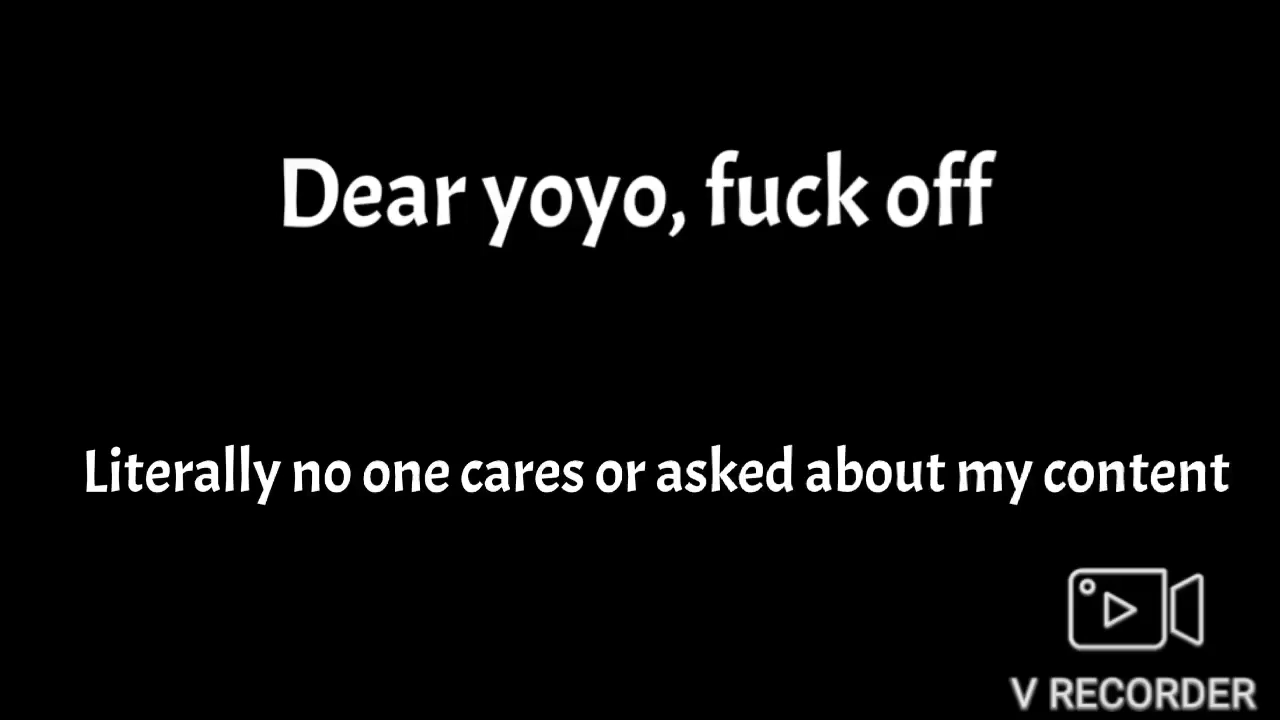 Dear yoyo, fuck off
Literally no one cares or asked about my content
V RECORDER